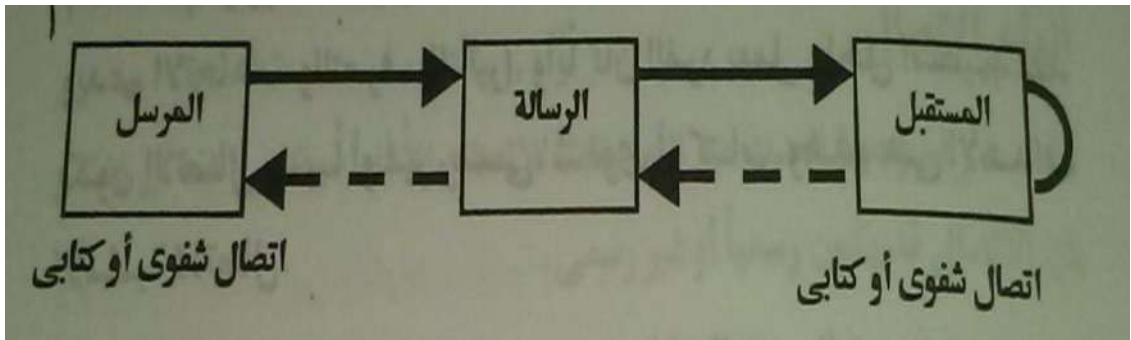 المرسل
الرسالة
المستقبل
اتصال شفوى أو كتابى
اتصال شفوى أو كتابى